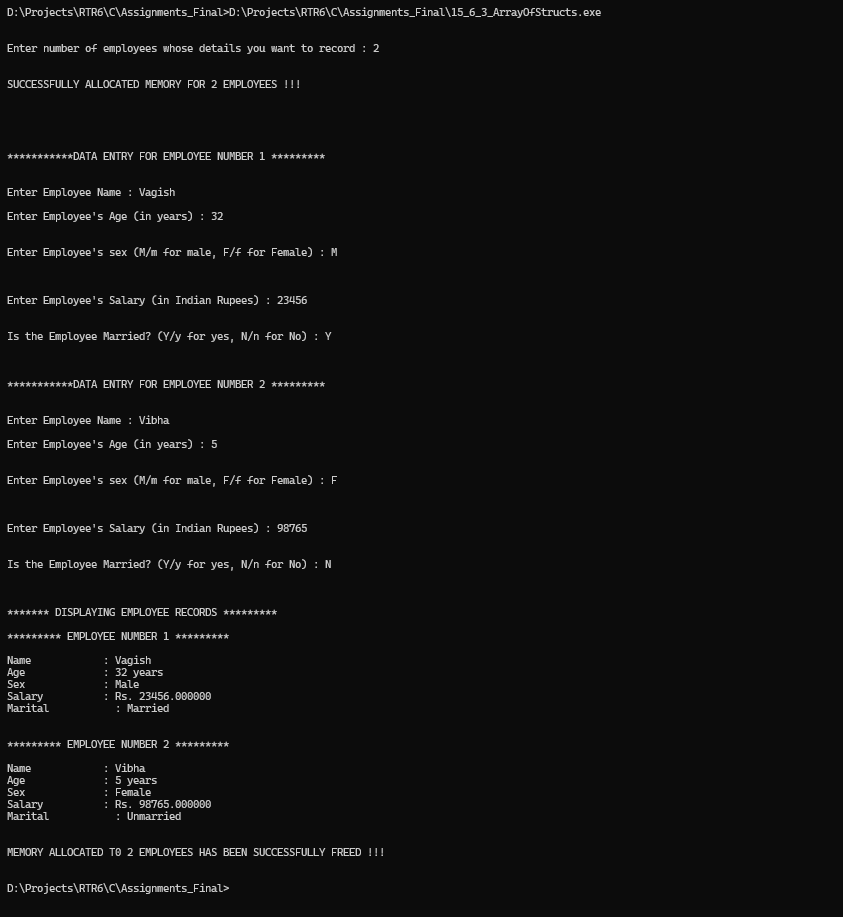 D:\Projects\RTR6\C\Assignments_Final>D:\Projects\RTR6\C\Assignments_Final\15_6_3_ArrayOfStructs.exe
Enter number of employees whose details you want to record : 2
SUCCESSFULLY ALLOCATED MEMORY FOR 2 EMPLOYEES !!!
***********DATA ENTRY FOR EMPLOYEE NUMBER 1 *********
Enter Employee Name : Vagish
Enter Employee's Age (in years) : 32
Enter Employee's sex (M/m for male, F/f for Female) : M
Enter Employee's Salary (in Indian Rupees) : 23456
Is the Employee Married? (Y/y for yes, N/n for No) : Y
***********DATA ENTRY FOR EMPLOYEE NUMBER 2 *********
Enter Employee Name : Vibha
Enter Employee's Age (in years) : 5
Enter Employee's sex (M/m for male, F/f for Female) : F
Enter Employee's Salary (in Indian Rupees) : 98765
Is the Employee Married? (Y/y for yes, N/n for No) : N
******* DISPLAYING EMPLOYEE RECORDS *********
********* EMPLOYEE NUMBER 1 *********
Name            : Vagish
Age             : 32 years
Sex             : Male
Salary          : Rs. 23456.000000
Marital           : Married
********* EMPLOYEE NUMBER 2 *********
Name            : Vibha
Age             : 5 years
Sex             : Female
Salary          : Rs. 98765.000000
Marital           : Unmarried
MEMORY ALLOCATED T0 2 EMPLOYEES HAS BEEN SUCCESSFULLY FREED !!!
D:\Projects\RTR6\C\Assignments_Final>